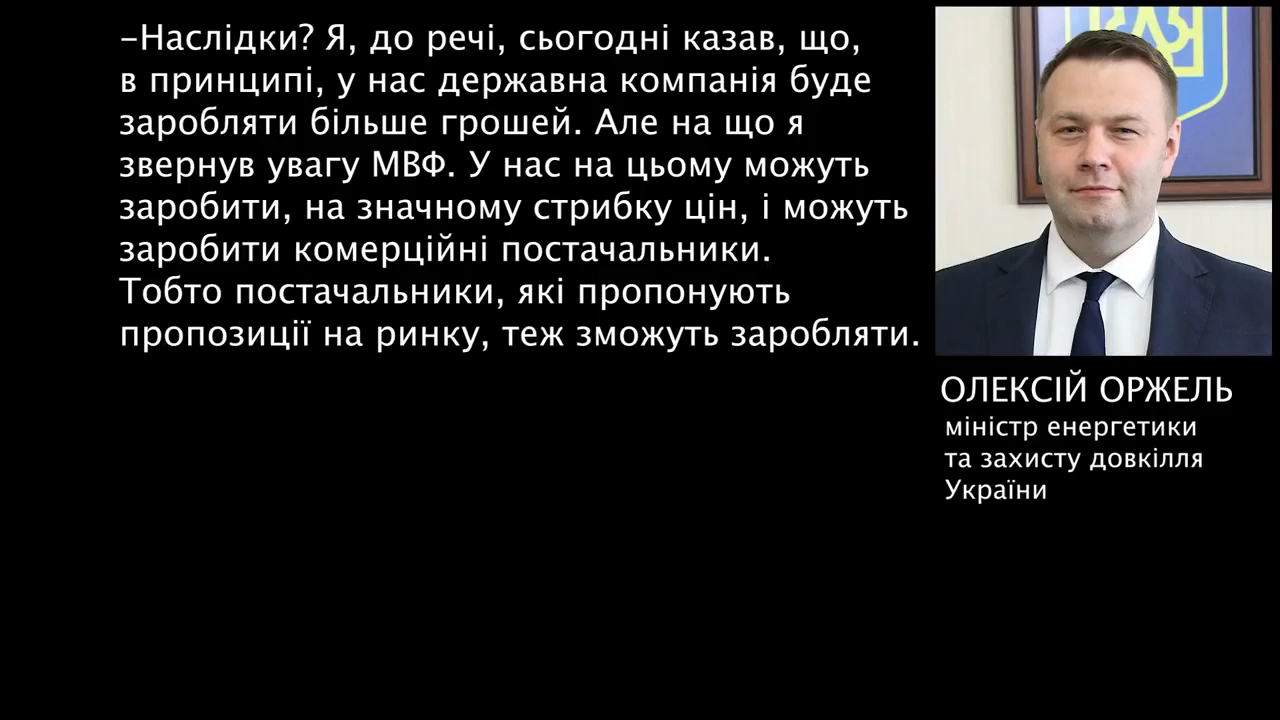 -Наслідки? Я, до речі, сьогодні казав, що,
в принципі, у нас державна компанія буде
заробляти більше грошей. Але на що я
звернув увагу МВФ. У нас на цьому можуть
заробити, на значному стрибку цін, і можуть
заробити комерційні постачальники.
Тобто постачальники, які пропонують
пропозиції на ринку, теж зможуть заробляти.
ОЛЕКСІЙ ОРЖЕЛЬ
міністр енергетики
та захисту довкілля
України